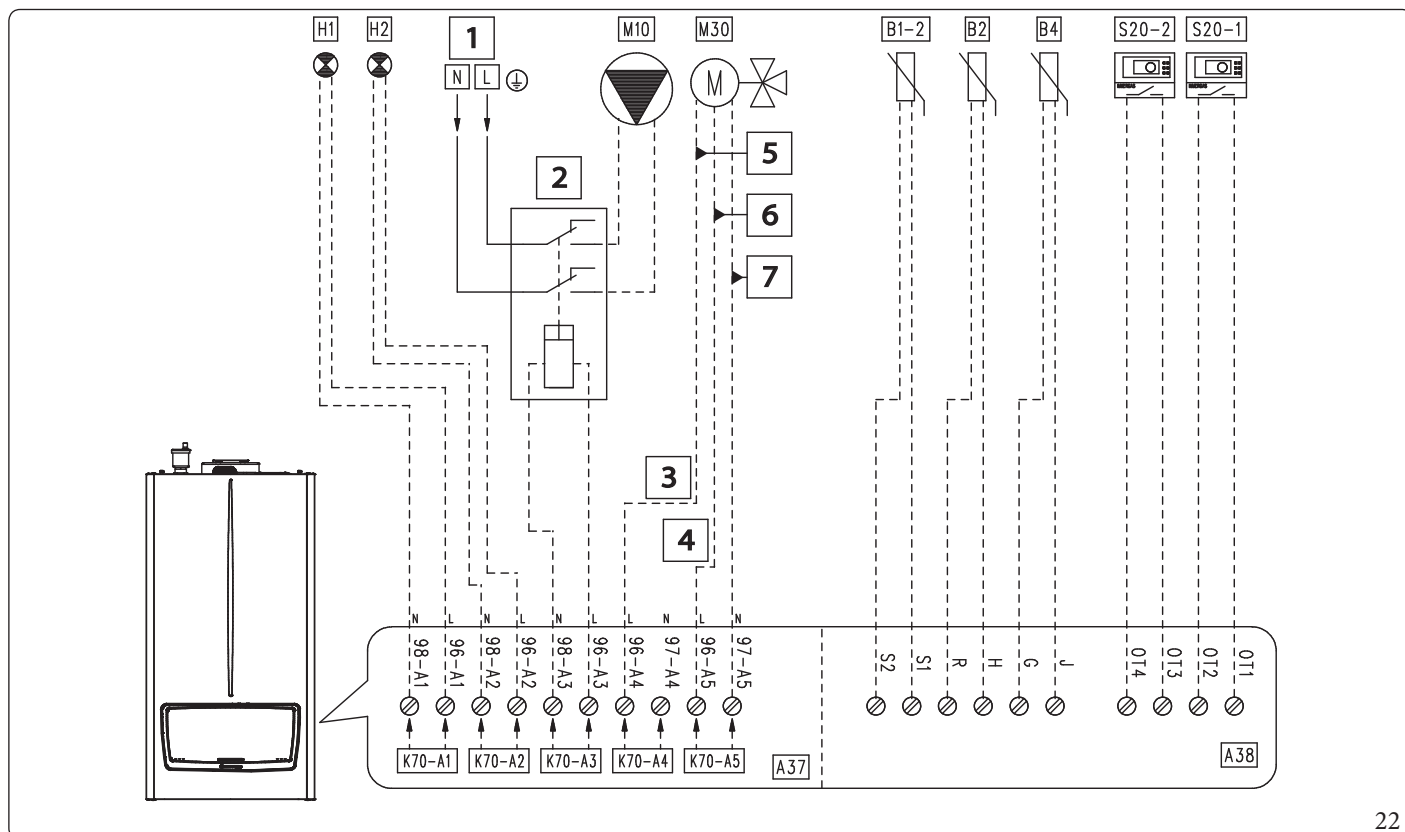 H1 H2 1 M10 M30 B1-2 B2 B4 S20-2 S20-1
N L M
IMMERGAS IMMERGAS
5
2
6
7
3
4
N L N L N L L N L N
98-A1 96-A1 98-A2 96-A2 98-A3 96-A3 96-A4 97-A4 96-A5 97-A5 S2 S1 R H G J OT4 OT3 OT2 OT1
K70-A1 K70-A2 K70-A3 K70-A4 K70-A5 A37 A38
22